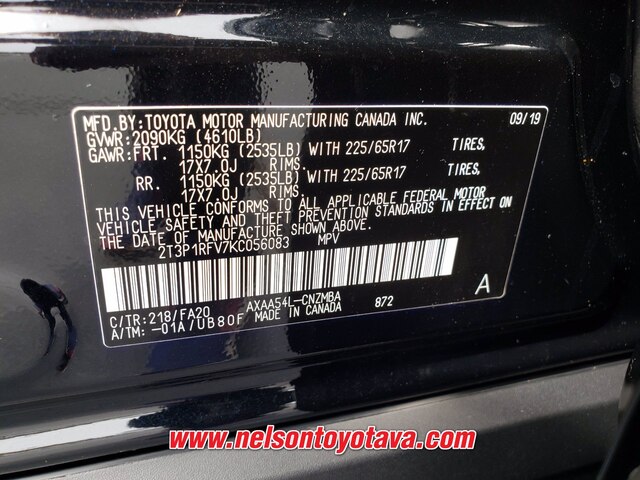 MFD.BY:TOYOTA MOTOR MANUFACTURING CANADA INC. 09/19
GVWR:2090KG (4610LB)
GAWR:FRT. 1150KG (2535LB) WITH 225/65R17 TIRES,
17X7.0J RIMS.
RR. 1150KG (2535LB) WITH 225/65R17 TIRES,
17X7.0J RIMS.
THIS VEHICLE CONFORMS TO ALL APPLICABLE FEDERAL MOTOR
VEHICLE SAFETY AND THEFT PREVENTION STANDARDS IN EFFECT ON
THE DATE OF MANUFACTURE SHOWN ABOVE.
2T3P1RFV7KC056083 MPV
C/TR:218/FA20 AXAA54L-CNZMBA 872 A
A/TM:-01A/UB80F MADE IN CANADA
www.nelsontoyotava.com